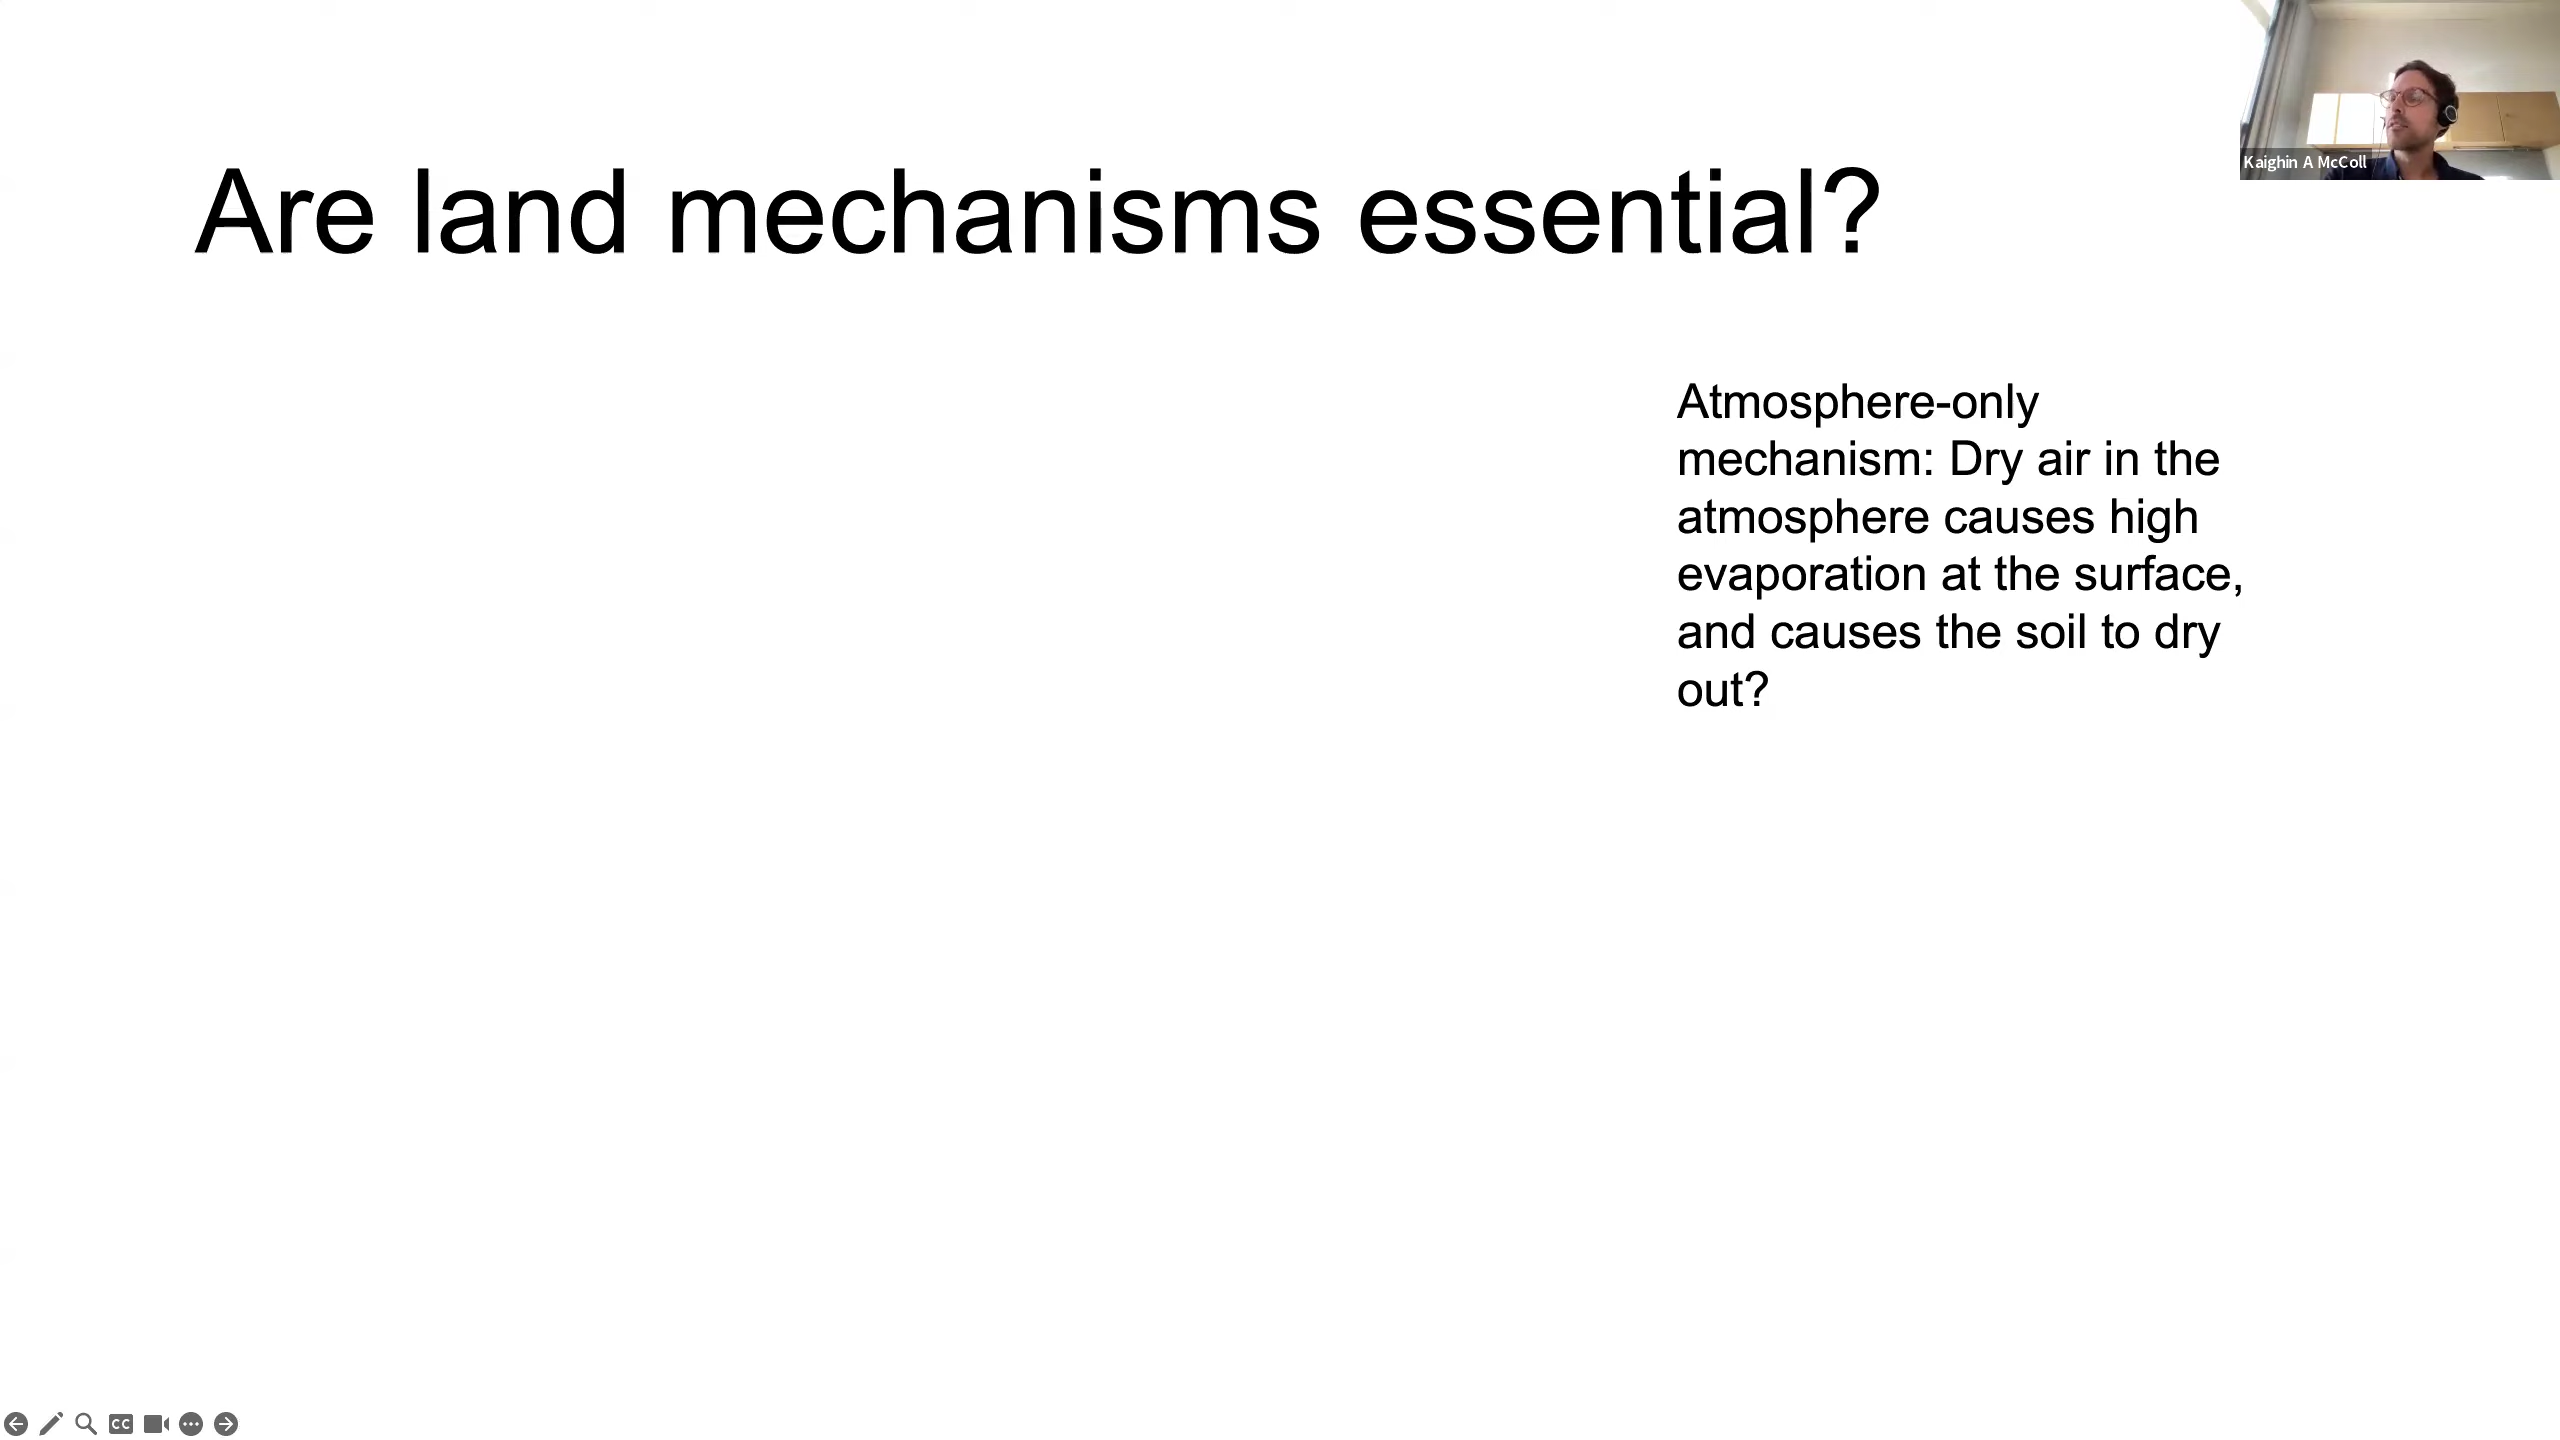 Are land mechanisms essential?
Kaighin A McColl
Atmosphere-only
mechanism: Dry air in the
atmosphere causes high
evaporation at the surface,
and causes the soil to dry
out?
CC